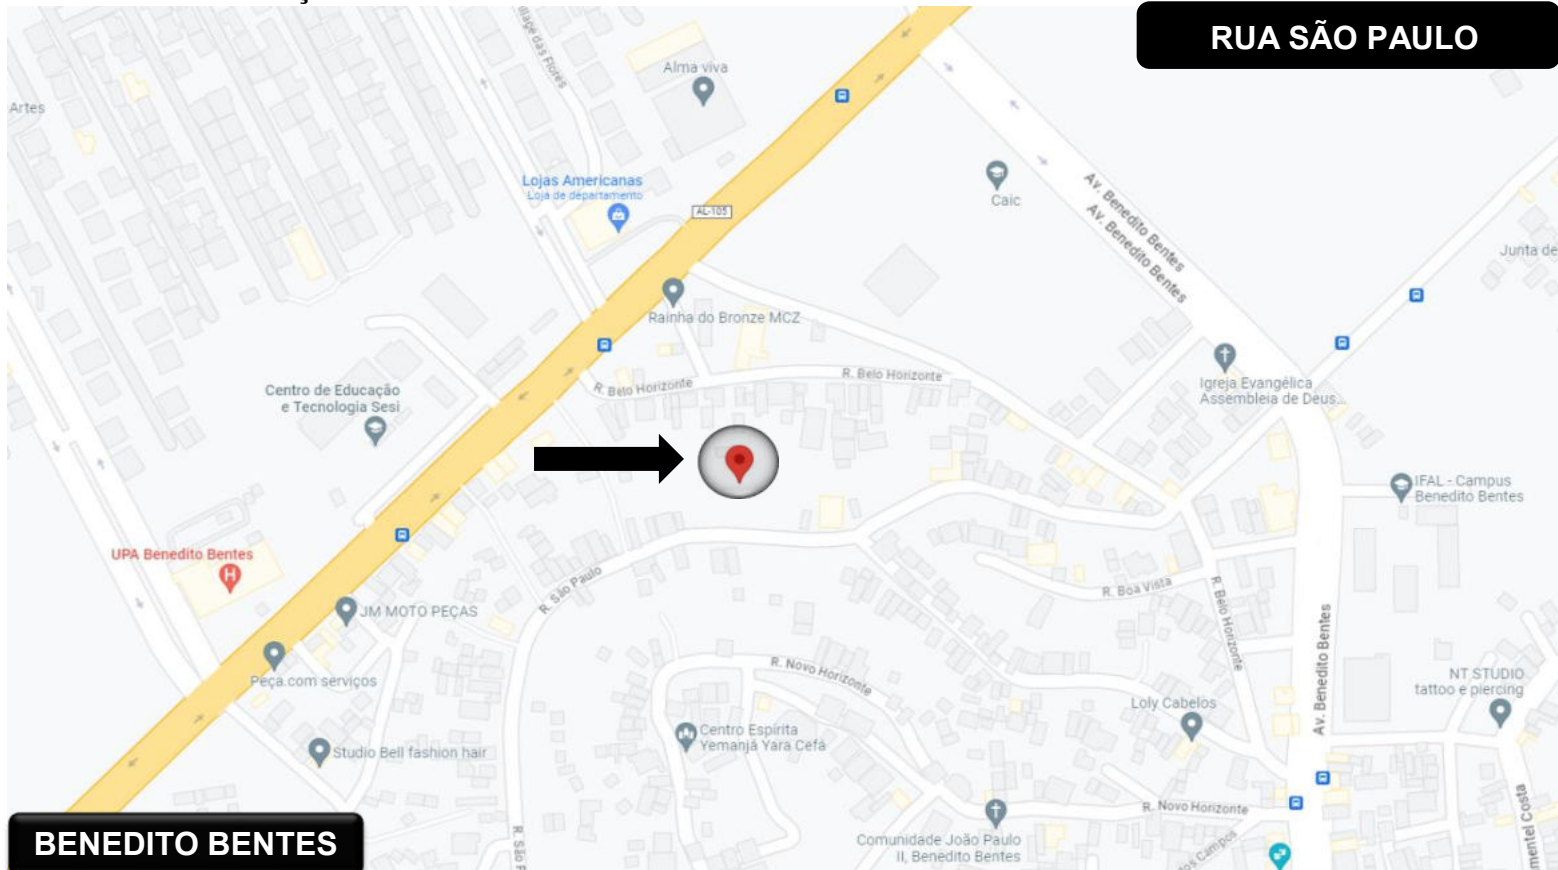 RUA SÃO PAULO
Alma viva
Artes
Lojas Americanas
Loja de departamento
Caic
AL-105
Av. Benedito Bentes
Av. Benedito Bentes
Junta de
Rainha do Bronze MCZ
R. Belo Horizonte
R. Belo Horizonte
Centro de Educação
e Tecnologia Sesi
Igreja Evangélica
Assembleia de Deus...
IFAL - Campus
Benedito Bentes
UPA Benedito Bentes
H
R. São Paulo
R. Boa Vista
R. Belo Horizonte
JM MOTO PEÇAS
Peça.com serviços
R. Novo Horizonte
Av. Benedito Bentes
NT STUDIO
tattoo e piercing
Loly Cabelos
Centro Espírita
Yemanjá Yara Cefá
Studio Bell fashion hair
R. Novo Horizonte
Comunidade João Paulo
II, Benedito Bentes
Campos
mentel Costa
R. São P
BENEDITO BENTES